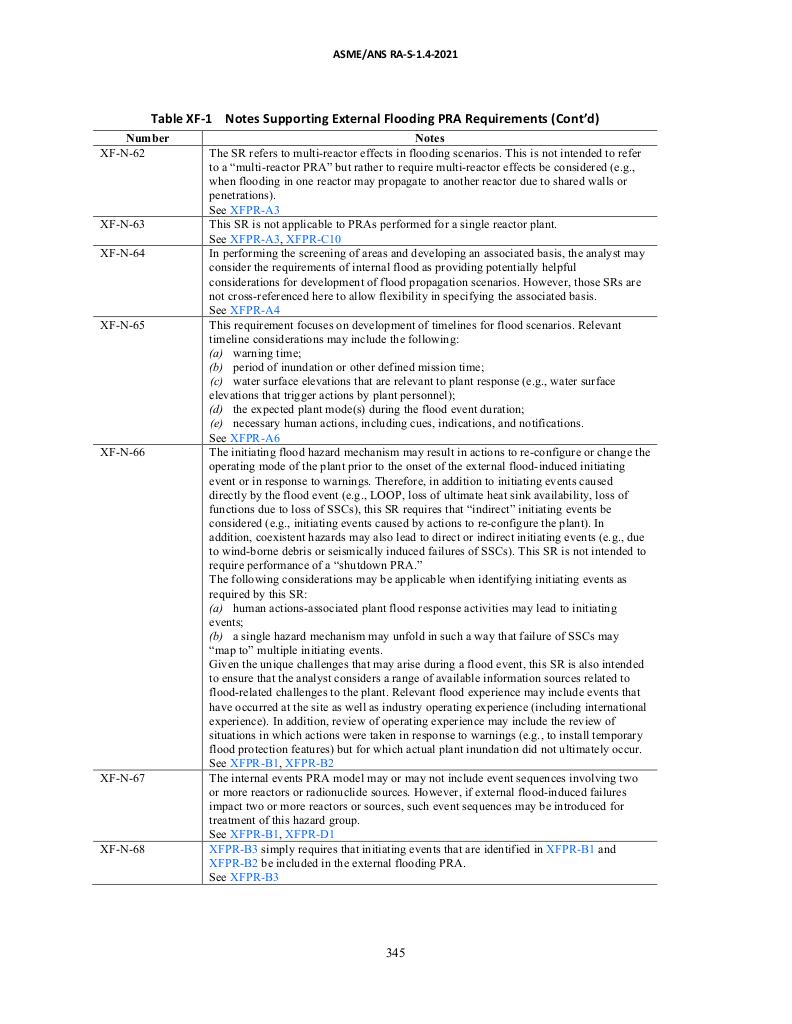 ASME/ANS RA-S-1.4-2021
Table XF-1 Notes Supporting External Flooding PRA Requirements (Cont’d)
Number Notes
XF-N-62 The SR refers to multi-reactor effects in flooding scenarios. This is not intended to refer
to a “multi-reactor PRA” but rather to require multi-reactor effects be considered (e.g.,
when flooding in one reactor may propagate to another reactor due to shared walls or
penetrations).
See XFPR-A3
XF-N-63 This SR is not applicable to PRAs performed for a single reactor plant.
See XFPR-A3, XFPR-C10
XF-N-64 In performing the screening of areas and developing an associated basis, the analyst may
consider the requirements of internal flood as providing potentially helpful
considerations for development of flood propagation scenarios. However, those SRs are
not cross-referenced here to allow flexibility in specifying the associated basis.
See XFPR-A4
XF-N-65 This requirement focuses on development of timelines for flood scenarios. Relevant
timeline considerations may include the following:
(a) warning time;
(b) period of inundation or other defined mission time;
(c) water surface elevations that are relevant to plant response (e.g., water surface
elevations that trigger actions by plant personnel);
(d) the expected plant mode(s) during the flood event duration;
(e) necessary human actions, including cues, indications, and notifications.
See XFPR-A6
XF-N-66 The initiating flood hazard mechanism may result in actions to re-configure or change the
operating mode of the plant prior to the onset of the external flood-induced initiating
event or in response to warnings. Therefore, in addition to initiating events caused
directly by the flood event (e.g., LOOP, loss of ultimate heat sink availability, loss of
functions due to loss of SSCs), this SR requires that “indirect” initiating events be
considered (e.g., initiating events caused by actions to re-configure the plant). In
addition, coexistent hazards may also lead to direct or indirect initiating events (e.g., due
to wind-borne debris or seismically induced failures of SSCs). This SR is not intended to
require performance of a “shutdown PRA.”
The following considerations may be applicable when identifying initiating events as
required by this SR:
(a) human actions-associated plant flood response activities may lead to initiating
events;
(b) a single hazard mechanism may unfold in such a way that failure of SSCs may
“map to” multiple initiating events.
Given the unique challenges that may arise during a flood event, this SR is also intended
to ensure that the analyst considers a range of available information sources related to
flood-related challenges to the plant. Relevant flood experience may include events that
have occurred at the site as well as industry operating experience (including international
experience). In addition, review of operating experience may include the review of
situations in which actions were taken in response to warnings (e.g., to install temporary
flood protection features) but for which actual plant inundation did not ultimately occur.
See XFPR-B1, XFPR-B2
XF-N-67 The internal events PRA model may or may not include event sequences involving two
or more reactors or radionuclide sources. However, if external flood-induced failures
impact two or more reactors or sources, such event sequences may be introduced for
treatment of this hazard group.
See XFPR-B1, XFPR-D1
XF-N-68 XFPR-B3 simply requires that initiating events that are identified in XFPR-B1 and
XFPR-B2 be included in the external flooding PRA.
See XFPR-B3
345